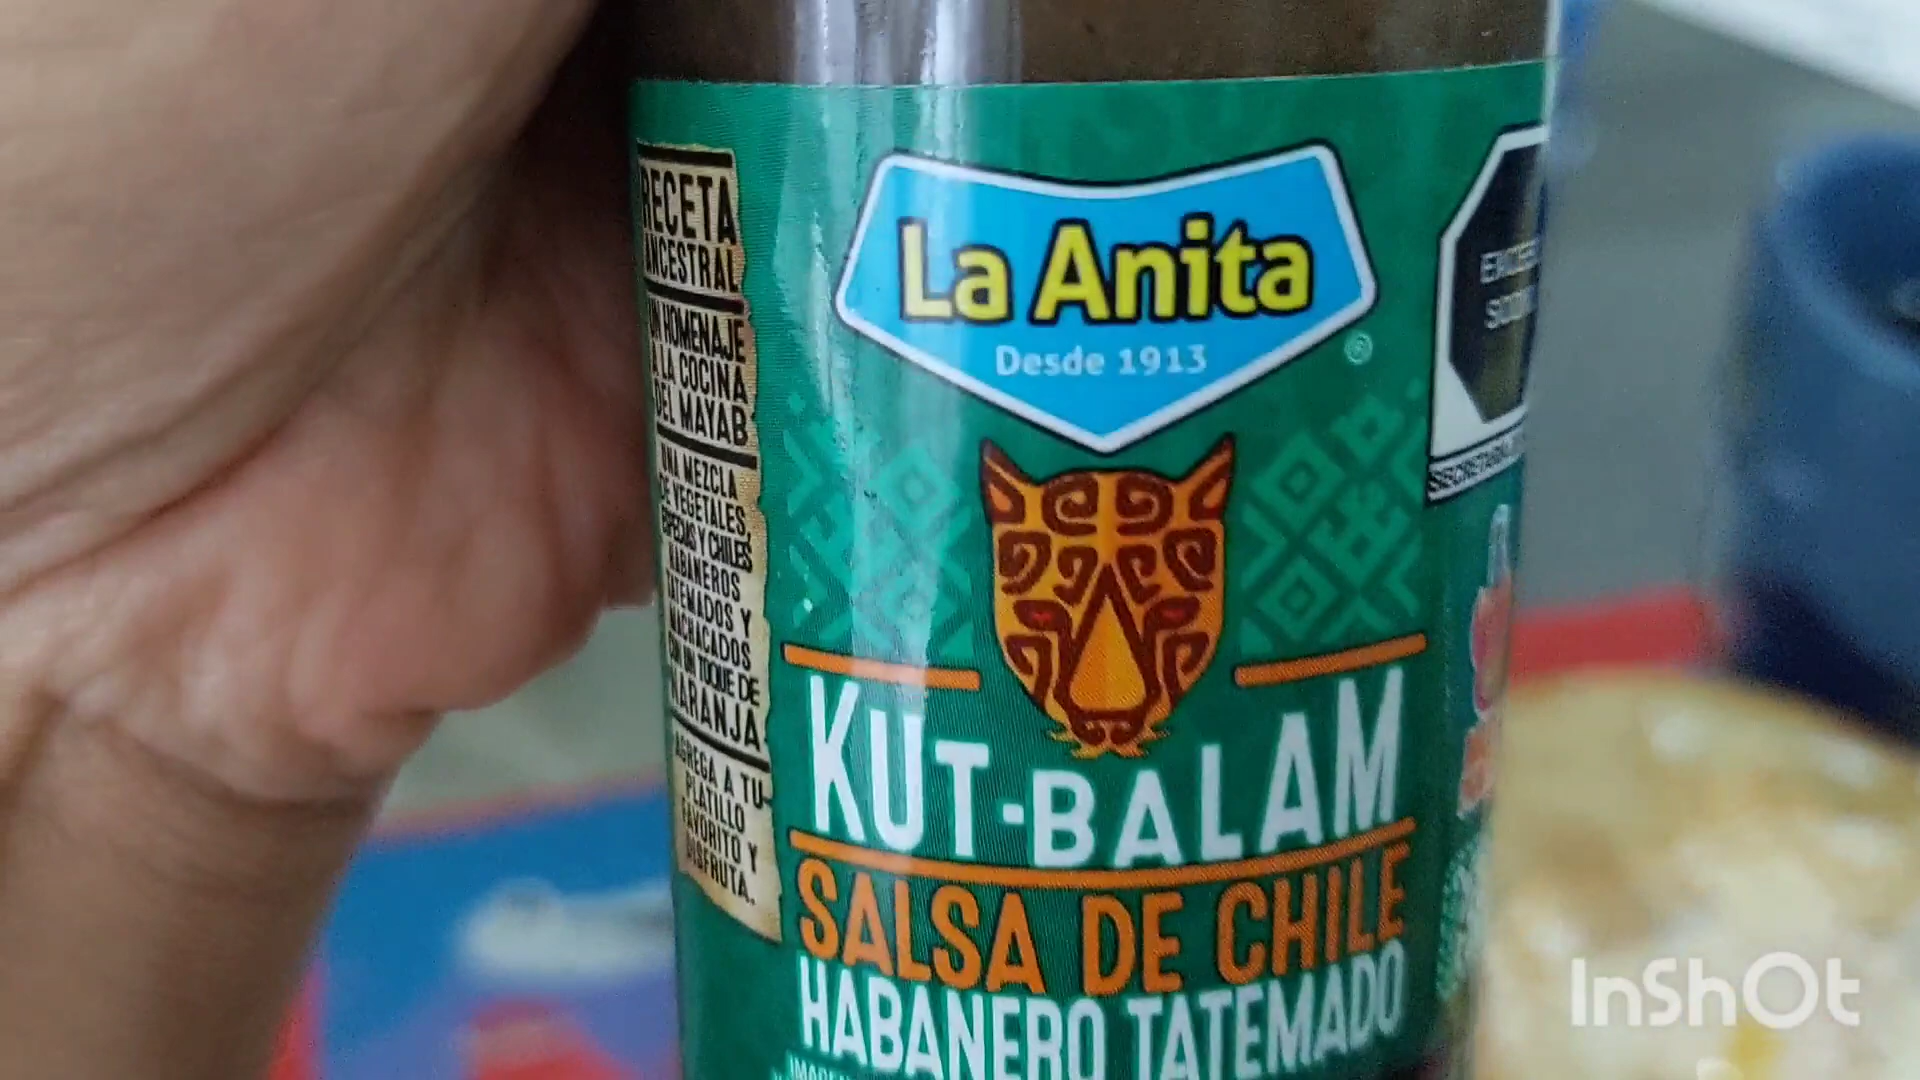 RECETA
ANCESTRAL
UN HOMENAJE
A LA COCINA
DEL MAYAB
UNA MEZCLA
DE VEGETALES,
ESPECIAS Y CHILES
HABANEROS
TATEMADOS Y
MACHACADOS
CON UN TOQUE DE
NARANJA
AGREGA A TU
PLATILLO
FAVORITO Y
DISFRUTA.
La Anita
Desde 1913
®
KUT-BALAM
SALSA DE CHILE
HABANERO TATEMADO
InShOt